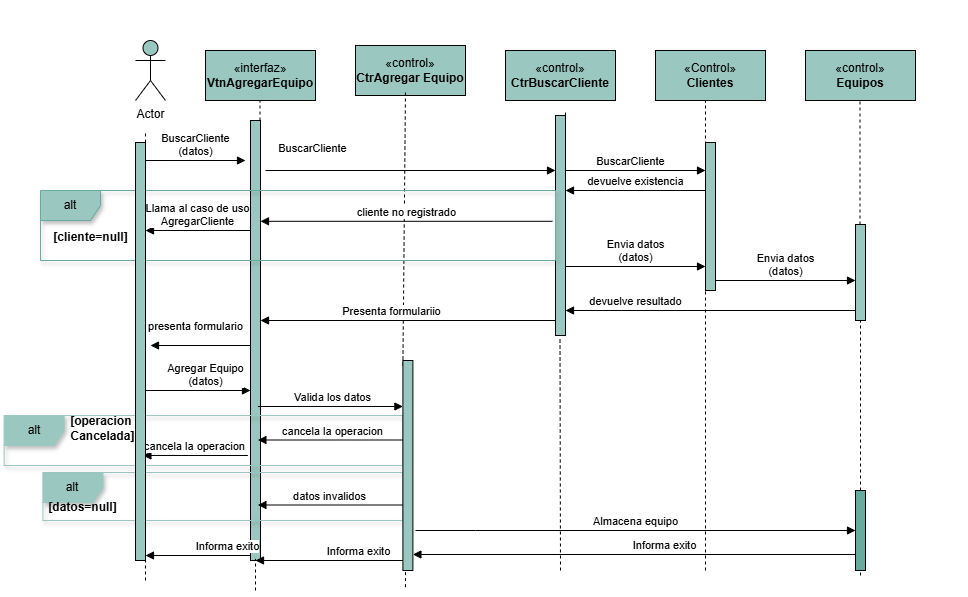 Actor
«interfaz»
VtnAgregarEquipo
«control»
CtrAgregar Equipo
«control»
CtrBuscarCliente
«Control»
Clientes
«control»
Equipos
BuscarCliente
(datos)
BuscarCliente
BuscarCliente
devuelve existencia
alt
[cliente=null]
Llama al caso de uso
AgregarCliente
cliente no registrado
Envia datos
(datos)
Envia datos
(datos)
devuelve resultado
Presenta formulariio
presenta formulario
Agregar Equipo
(datos)
Valida los datos
alt
[operacion
Cancelada]
cancela la operacion
cancela la operacion
alt
[datos=null]
datos invalidos
Almacena equipo
Informa exito
Informa exito
Informa exito